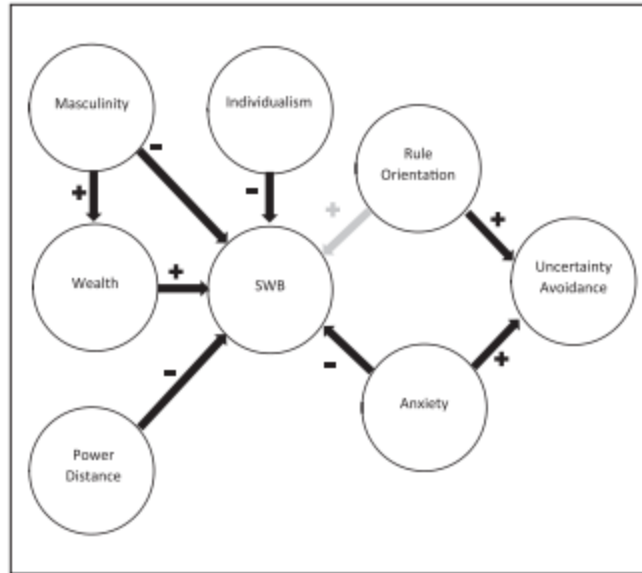 Masculinity
Individualism
Rule
Orientation
-
+
-
+
+
Wealth
+
SWB
Uncertainty
Avoidance
-
-
+
Anxiety
Power
Distance